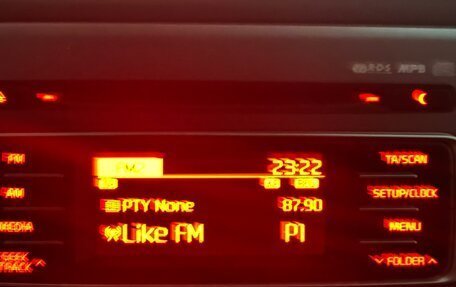 RDS MP3
FM 23:22 TA/SCAN
AM SETUP/CLOCK
PTY None 87.90
MEDIA Like FM P1 MENU
SEEK
TRACK FOLDER